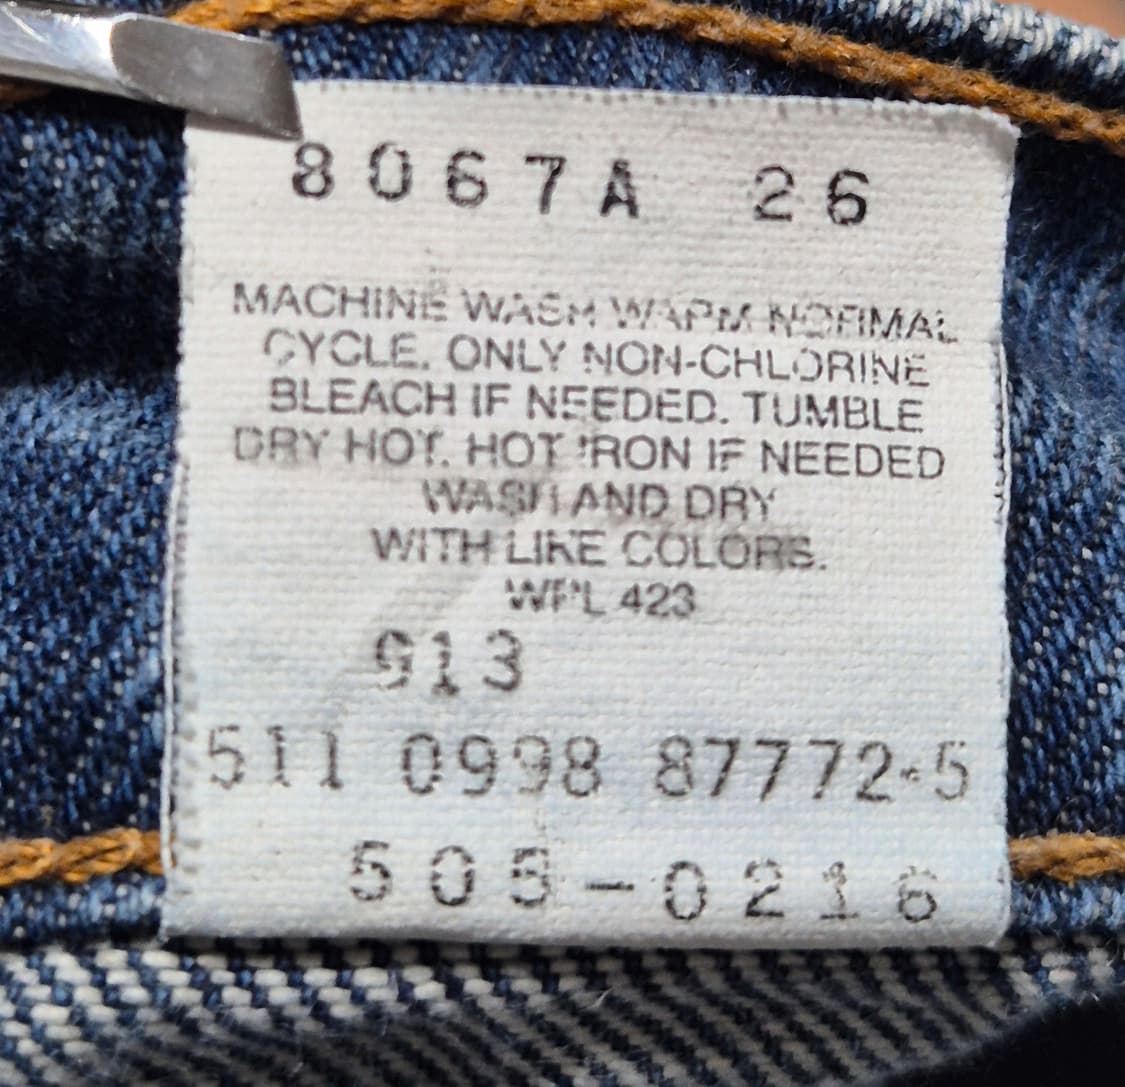 8067A 26
MACHINE WASH WARM NORMAL
CYCLE. ONLY NON-CHLORINE
BLEACH IF NEEDED. TUMBLE
DRY HOT. HOT IRON IF NEEDED
WASH AND DRY
WITH LIKE COLORS.
WPL 423
913
511 0998 87772-5
505-0216